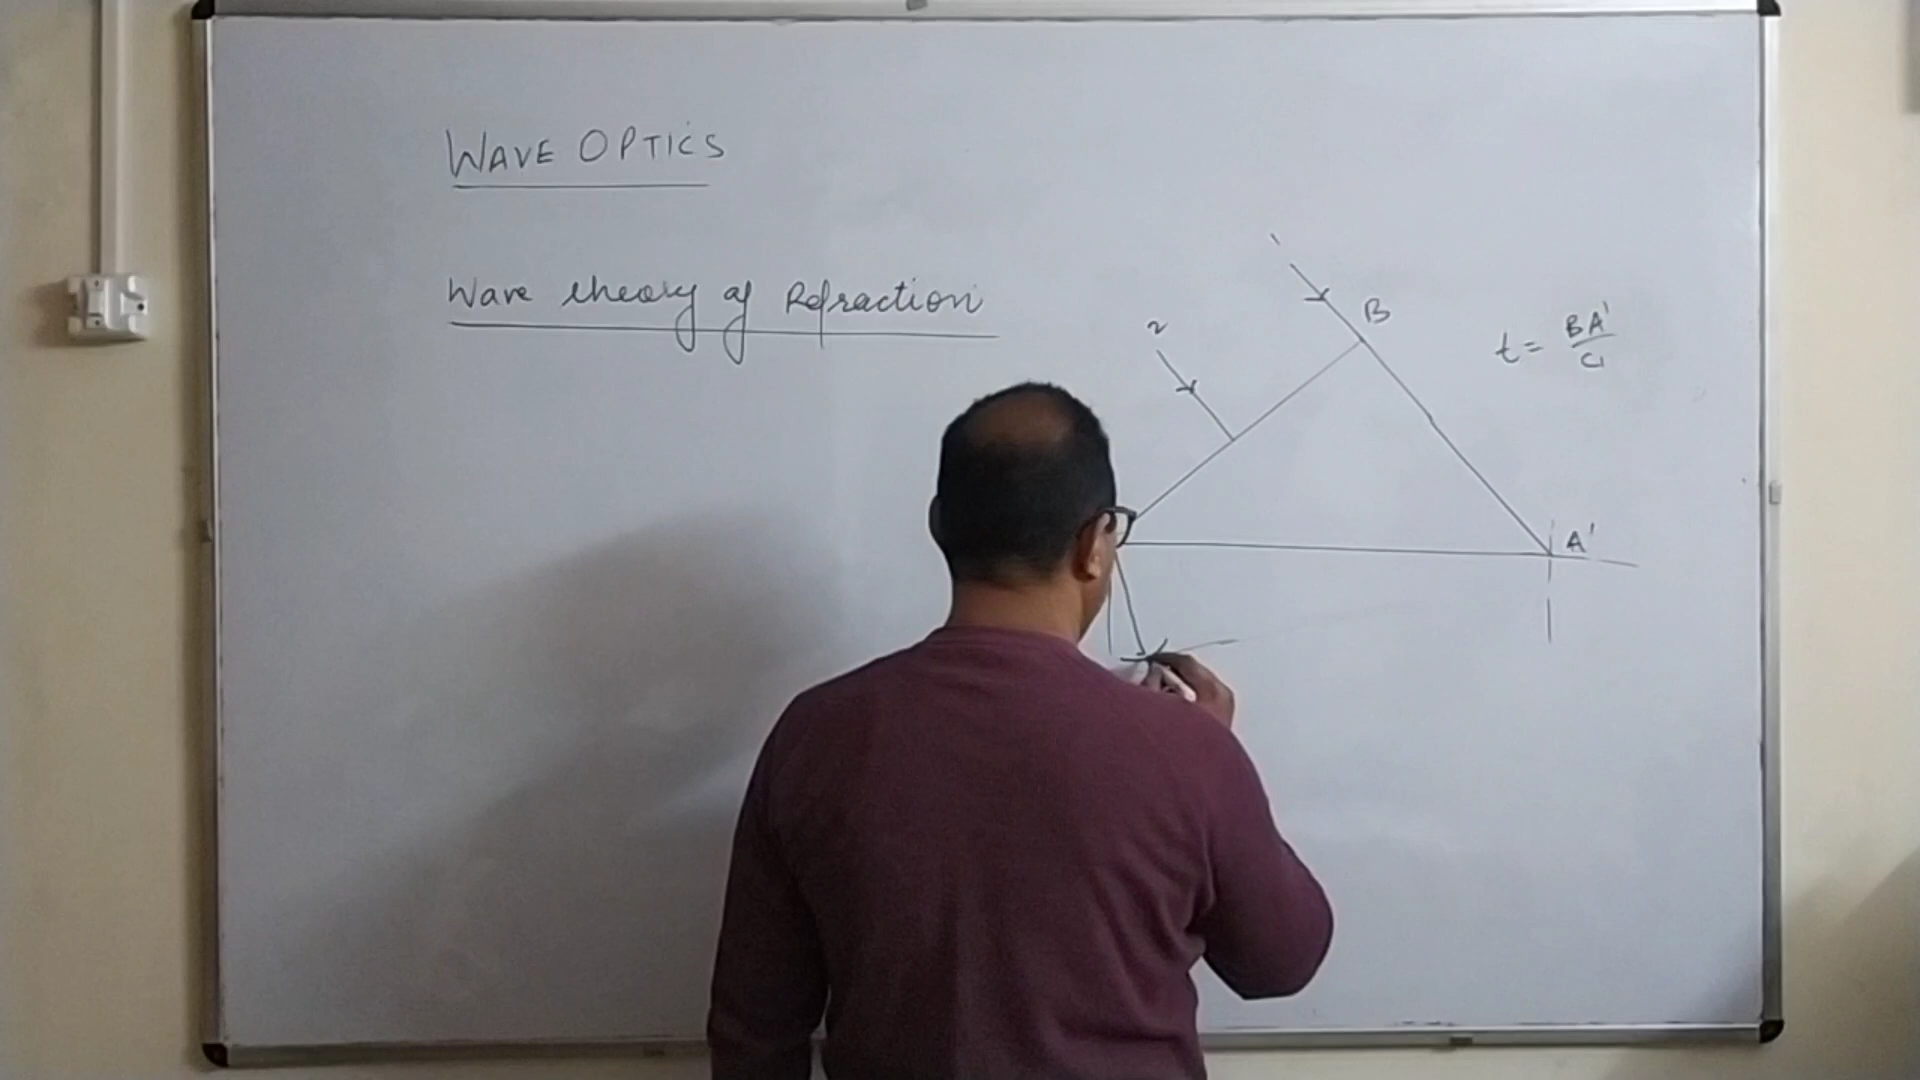 WAVE OPTICS
Wave theory of Refraction
2
B
t = BA'/C1
A'